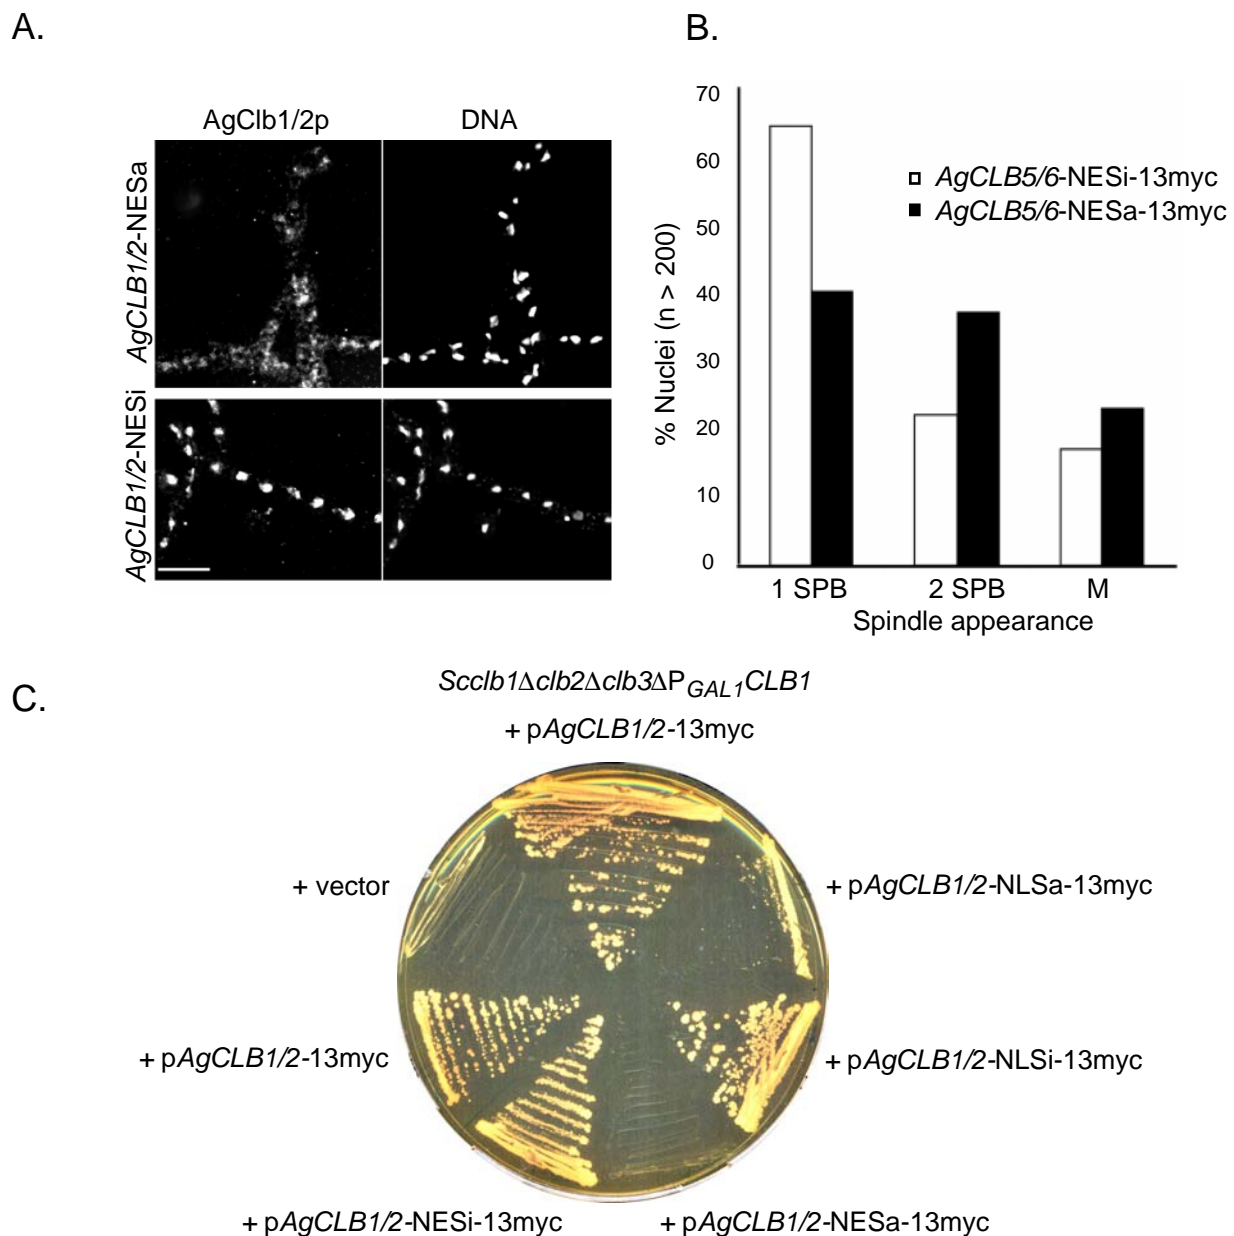 A.
B.
AgClb1/2p
DNA
AgCLB1/2-NESa
AgCLB1/2-NESi
% Nuclei (n > 200)
70
60
50
40
30
20
10
0
AgCLB5/6-NESi-13myc
AgCLB5/6-NESa-13myc
1 SPB
2 SPB
M
Spindle appearance
C.
Scclb1Δclb2Δclb3ΔPGAL1CLB1
+ pAgCLB1/2-13myc
+ vector
+ pAgCLB1/2-NLSa-13myc
+ pAgCLB1/2-13myc
+ pAgCLB1/2-NLSi-13myc
+ pAgCLB1/2-NESi-13myc
+ pAgCLB1/2-NESa-13myc